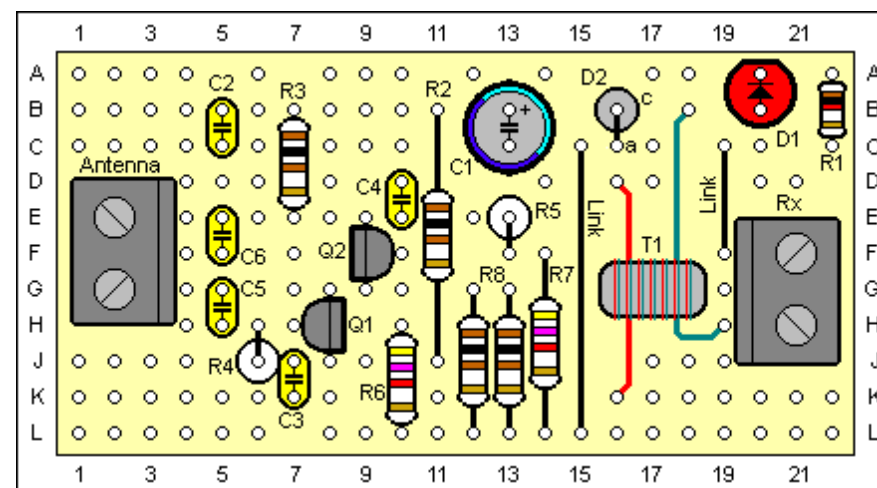 1 3 5 7 9 11 13 15 17 19 21
A A
C2 D2
R3 R2 c
B + B
C a C
Antenna C1 D1 R1
D C4 Link Link Rx D
E R5 E
F Q2 T1 F
C6 R8 R7
G C5 G
H Q1 H
J R4 J
K R6 K
C3
L L
1 3 5 7 9 11 13 15 17 19 21